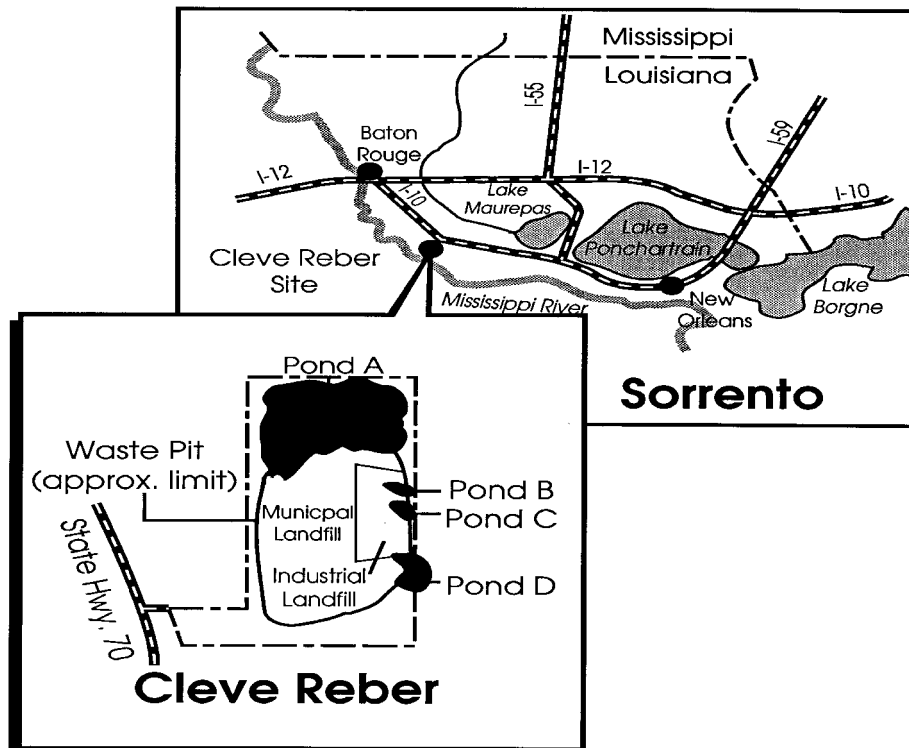 Mississippi
Louisiana
I-55
I-59
Baton
Rouge
I-12
I-10
I-12
I-10
Lake
Maurepas
Lake
Ponchartrain
Cleve Reber
Site
Mississippi River
New
Orleans
Lake
Borgne
Sorrento
Pond A
Waste Pit
(approx. limit)
Pond B
Pond C
Municpal
Landfill
Industrial
Landfill
Pond D
State Hwy. 70
Cleve Reber